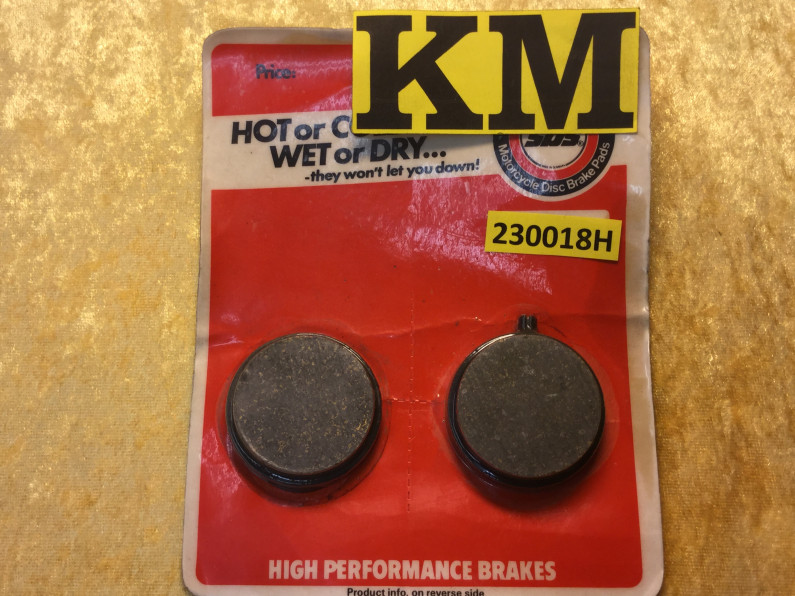 KM
Price:
HOT or
WET or DRY...
-they won't let you down!
SBS®
Motorcycle Disc Brake Pads
230018H
HIGH PERFORMANCE BRAKES
Product info. on reverse side